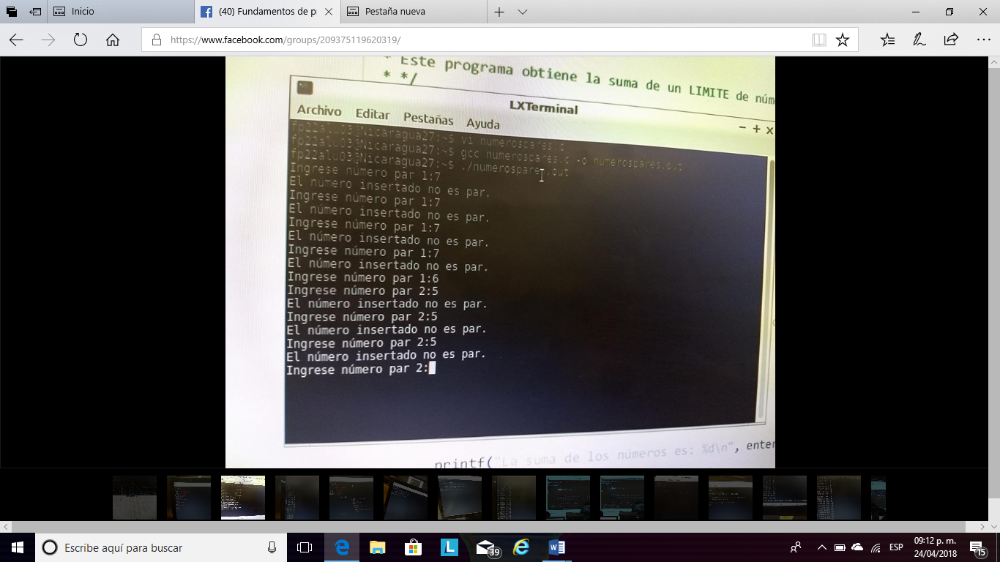 Inicio
(40) Fundamentos de p
Pestaña nueva
https://www.facebook.com/groups/209375119620319/
* Este programa obtiene la suma de un LIMITE de núm
* */
LXTerminal
Archivo Editar Pestañas Ayuda
fp22alu03@Nicaragua27:~$ vi numerospares.c
fp22alu03@Nicaragua27:~$ gcc numerospares.c -o numerospares.out
fp22alu03@Nicaragua27:~$ ./numerospares.out
Ingrese número par 1:7
El número insertado no es par.
Ingrese número par 1:7
El número insertado no es par.
Ingrese número par 1:7
El número insertado no es par.
Ingrese número par 1:7
El número insertado no es par.
Ingrese número par 1:6
Ingrese número par 2:5
El número insertado no es par.
Ingrese número par 2:5
El número insertado no es par.
Ingrese número par 2:5
El número insertado no es par.
Ingrese número par 2:
printf("La suma de los números es: %d\n", enter
Escribe aquí para buscar
39
ESP
09:12 p. m.
24/04/2018
15